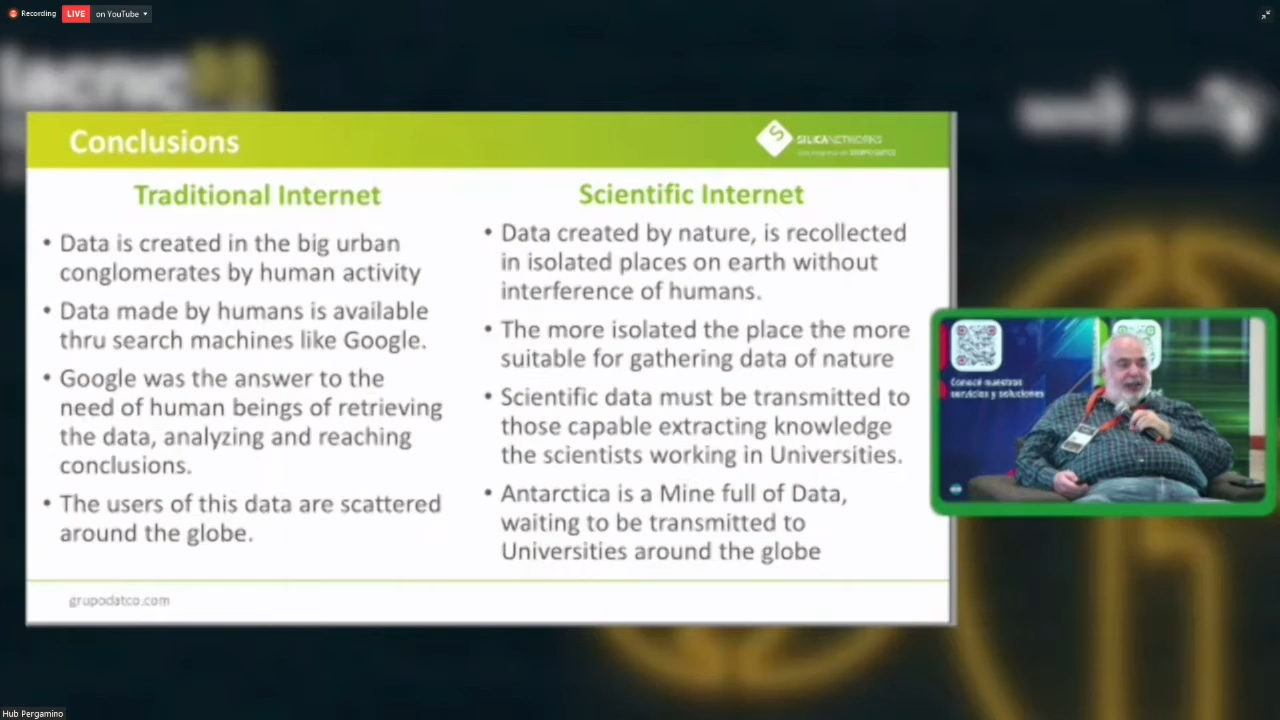 Recording
LIVE
on YouTube
Conclusions
SILICANETWORKS
Traditional Internet
• Data is created in the big urban
conglomerates by human activity
• Data made by humans is available
thru search machines like Google.
• Google was the answer to the
need of human beings of retrieving
the data, analyzing and reaching
conclusions.
• The users of this data are scattered
around the globe.
Scientific Internet
• Data created by nature, is recollected
in isolated places on earth without
interference of humans.
• The more isolated the place the more
suitable for gathering data of nature
• Scientific data must be transmitted to
those capable extracting knowledge
the scientists working in Universities.
• Antarctica is a Mine full of Data,
waiting to be transmitted to
Universities around the globe
grupodatco.com
Conocé nuestros
servicios y soluciones
Hub Pergamino